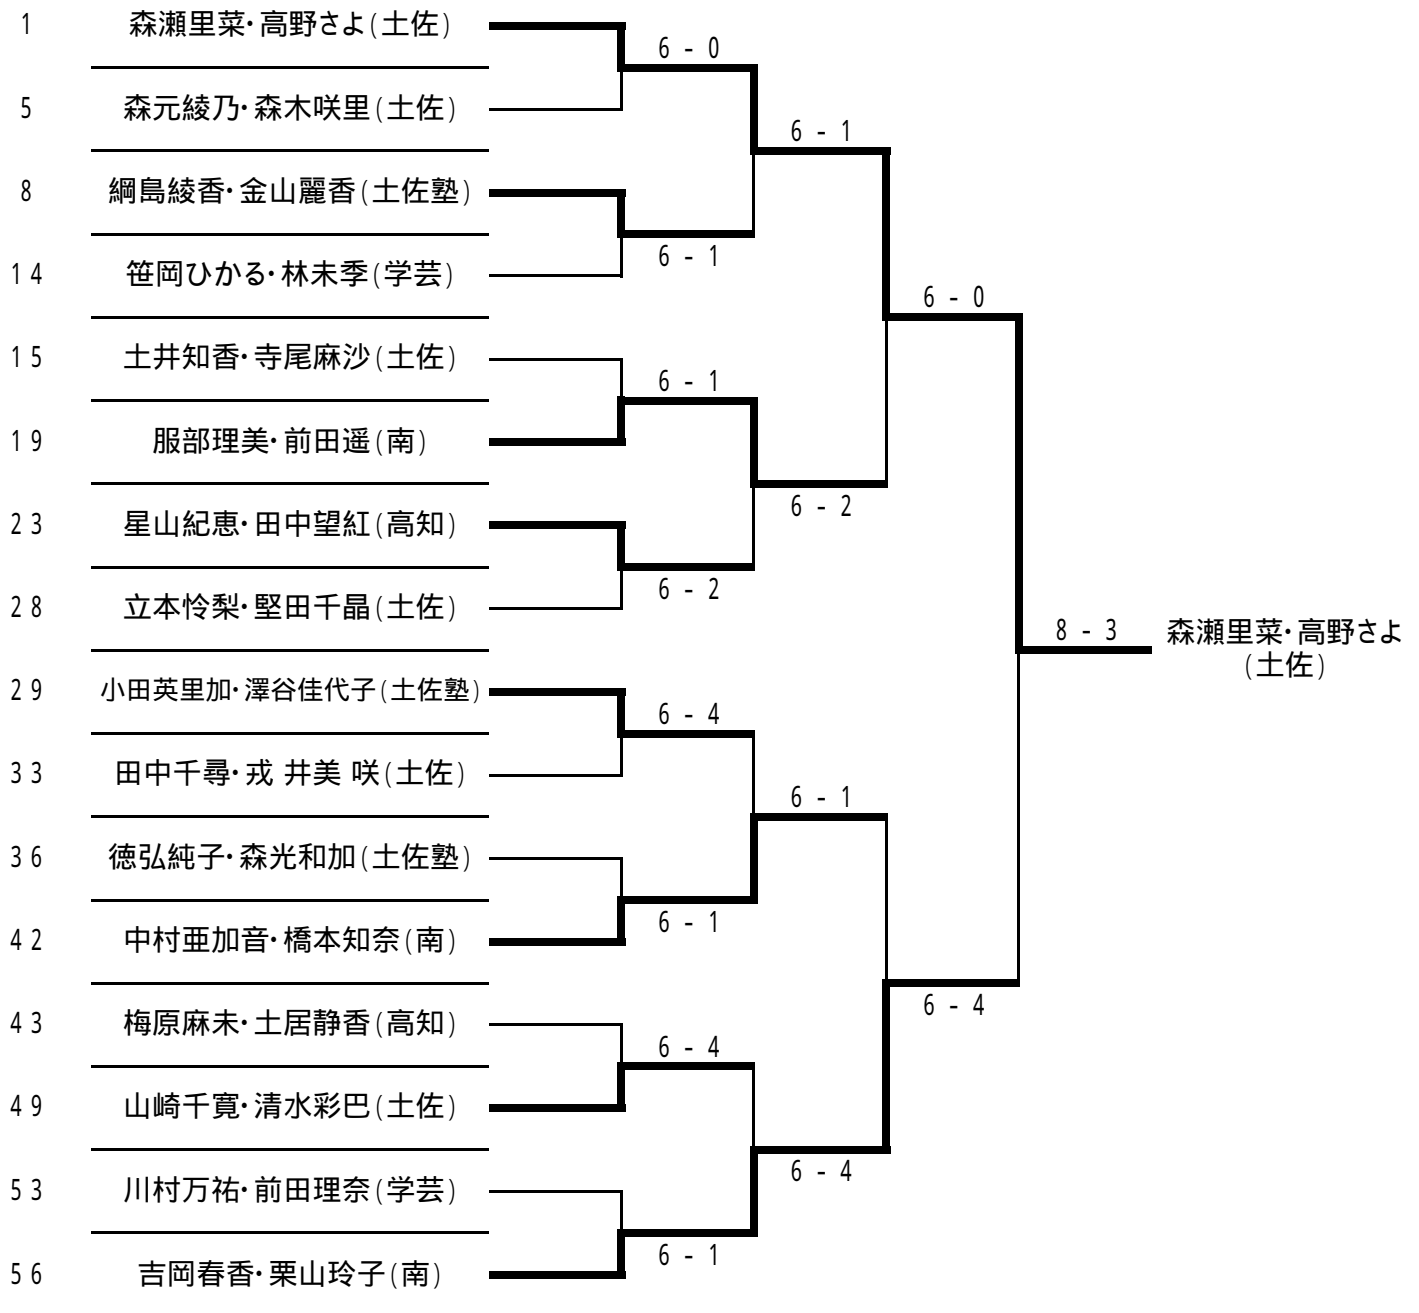 1 森瀬里菜・高野さよ(土佐)
6 - 0
5 森元綾乃・森木咲里(土佐)
6 - 1
8 綱島綾香・金山麗香(土佐塾)
6 - 1
14 笹岡ひかる・林未季(学芸)
6 - 0
15 土井知香・寺尾麻沙(土佐)
6 - 1
19 服部理美・前田遥(南)
6 - 2
23 星山紀恵・田中望紅(高知)
6 - 2
28 立本怜梨・堅田千晶(土佐)
8 - 3
森瀬里菜・高野さよ
(土佐)
29 小田英里加・澤谷佳代子(土佐塾)
6 - 4
33 田中千尋・戎 井美 咲(土佐)
6 - 1
36 徳弘純子・森光和加(土佐塾)
6 - 1
42 中村亜加音・橋本知奈(南)
6 - 4
43 梅原麻未・土居静香(高知)
6 - 4
49 山崎千寛・清水彩巴(土佐)
6 - 4
53 川村万祐・前田理奈(学芸)
6 - 1
56 吉岡春香・栗山玲子(南)